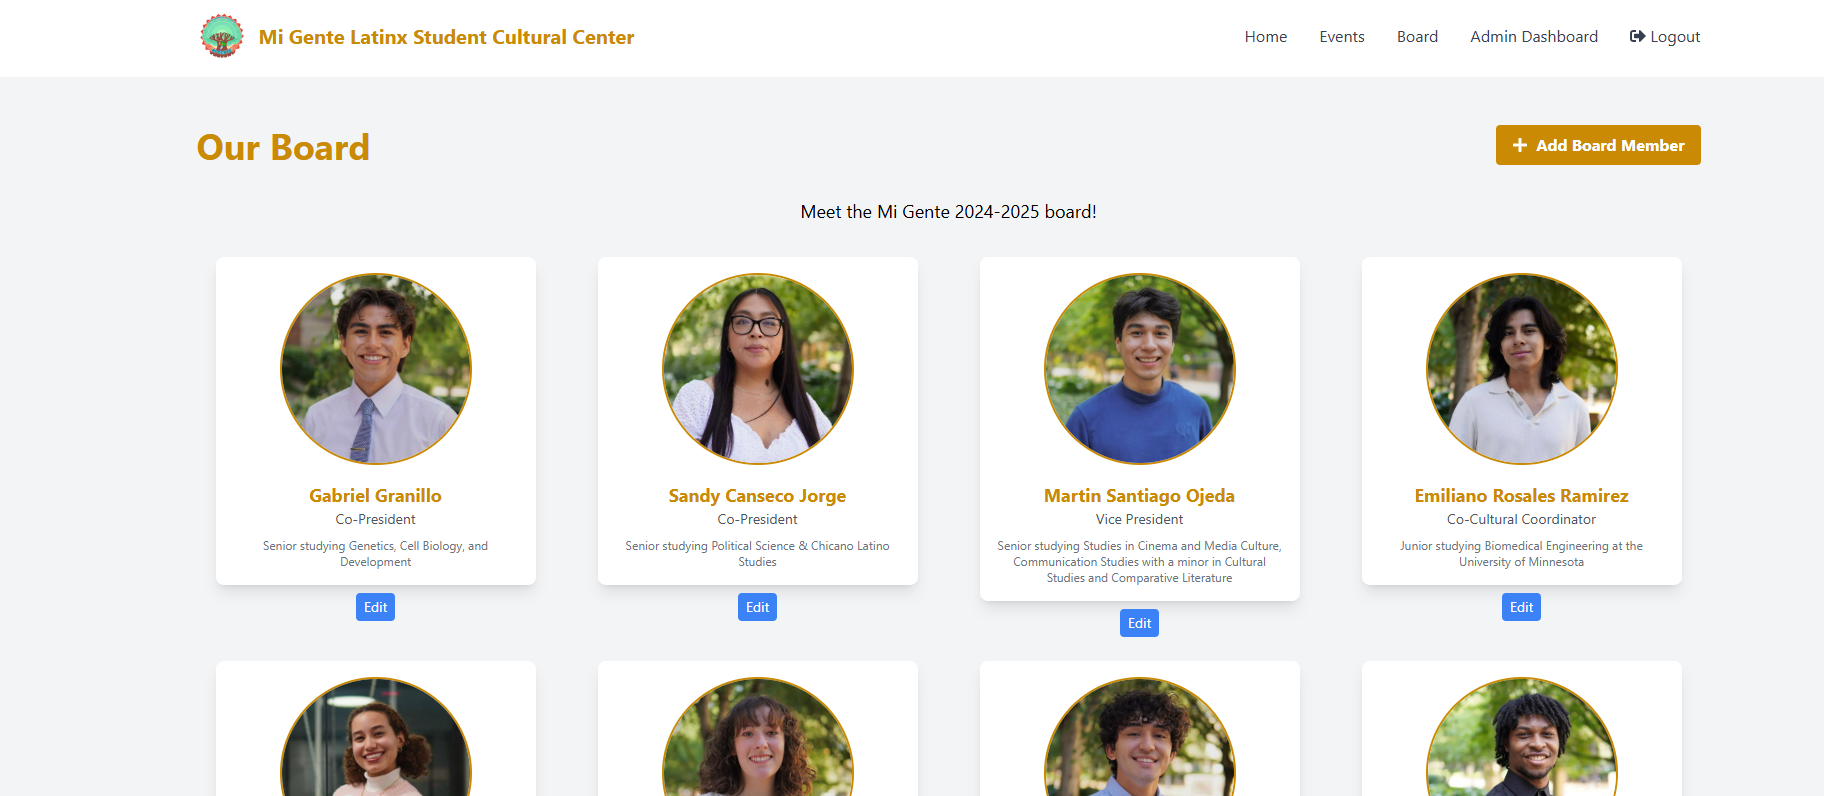 Mi Gente Latinx Student Cultural Center
Home Events Board Admin Dashboard Logout
Our Board
+ Add Board Member
Meet the Mi Gente 2024-2025 board!
Gabriel Granillo
Co-President
Senior studying Genetics, Cell Biology, and
Development
Edit
Sandy Canseco Jorge
Co-President
Senior studying Political Science & Chicano Latino
Studies
Edit
Martin Santiago Ojeda
Vice President
Senior studying Studies in Cinema and Media Culture,
Communication Studies with a minor in Cultural
Studies and Comparative Literature
Edit
Emiliano Rosales Ramirez
Co-Cultural Coordinator
Junior studying Biomedical Engineering at the
University of Minnesota
Edit